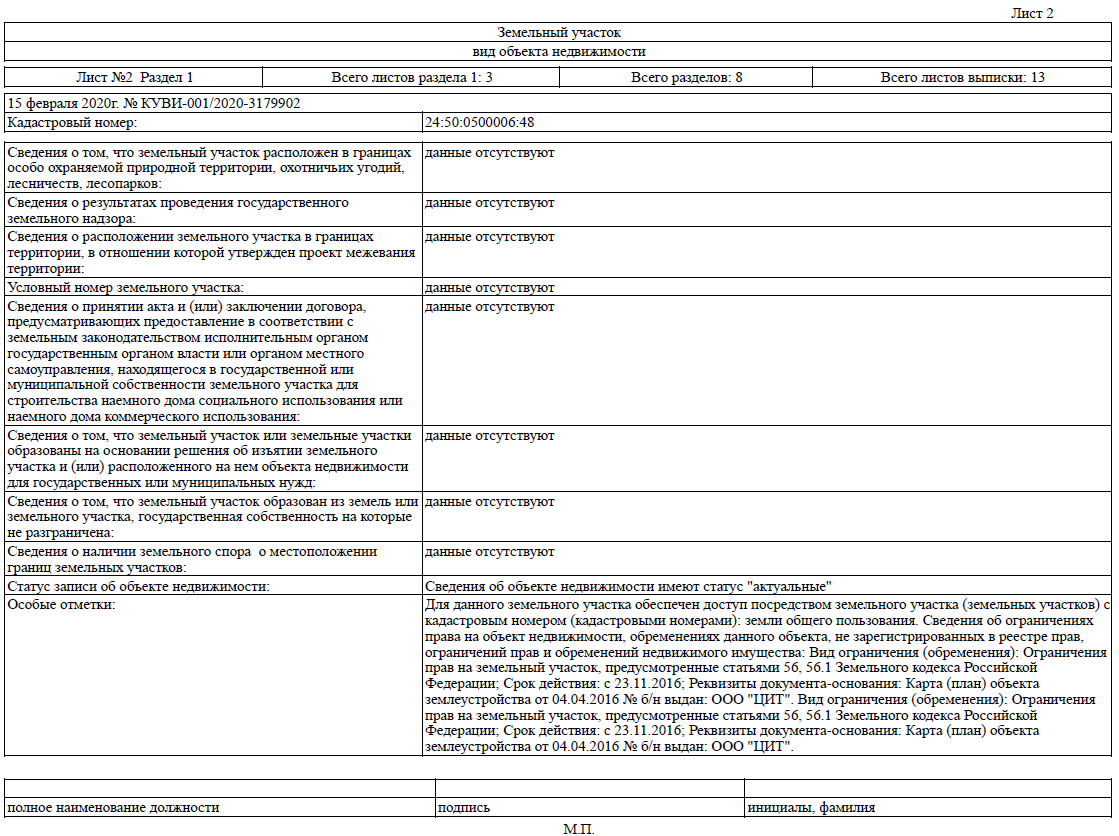 Лист 2
Земельный участок
вид объекта недвижимости
Лист №2 Раздел 1 Всего листов раздела 1: 3 Всего разделов: 8 Всего листов выписки: 13
15 февраля 2020г. № КУВИ-001/2020-3179902
Кадастровый номер: 24:50:0500006:48
Сведения о том, что земельный участок расположен в границах данные отсутствуют
особо охраняемой природной территории, охотничьих угодий,
лесничеств, лесопарков:
Сведения о результатах проведения государственного данные отсутствуют
земельного надзора:
Сведения о расположении земельного участка в границах данные отсутствуют
территории, в отношении которой утвержден проект межевания
территории:
Условный номер земельного участка: данные отсутствуют
Сведения о принятии акта и (или) заключении договора, данные отсутствуют
предусматривающих предоставление в соответствии с
земельным законодательством исполнительным органом
государственным органом власти или органом местного
самоуправления, находящегося в государственной или
муниципальной собственности земельного участка для
строительства наемного дома социального использования или
наемного дома коммерческого использования:
Сведения о том, что земельный участок или земельные участки данные отсутствуют
образованы на основании решения об изъятии земельного
участка и (или) расположенного на нем объекта недвижимости
для государственных или муниципальных нужд:
Сведения о том, что земельный участок образован из земель или данные отсутствуют
земельного участка, государственная собственность на которые
не разграничена:
Сведения о наличии земельного спора о местоположении данные отсутствуют
границ земельных участков:
Статус записи об объекте недвижимости: Сведения об объекте недвижимости имеют статус "актуальные"
Особые отметки: Для данного земельного участка обеспечен доступ посредством земельного участка (земельных участков) с
кадастровым номером (кадастровыми номерами): земли общего пользования. Сведения об ограничениях
права на объект недвижимости, обременениях данного объекта, не зарегистрированных в реестре прав,
ограничений прав и обременений недвижимого имущества: Вид ограничения (обременения): Ограничения
прав на земельный участок, предусмотренные статьями 56, 56.1 Земельного кодекса Российской
Федерации; Срок действия: с 23.11.2016; Реквизиты документа-основания: Карта (план) объекта
землеустройства от 04.04.2016 № б/н выдан: ООО "ЦИТ". Вид ограничения (обременения): Ограничения
прав на земельный участок, предусмотренные статьями 56, 56.1 Земельного кодекса Российской
Федерации; Срок действия: с 23.11.2016; Реквизиты документа-основания: Карта (план) объекта
землеустройства от 04.04.2016 № б/н выдан: ООО "ЦИТ".
полное наименование должности подпись инициалы, фамилия
М.П.